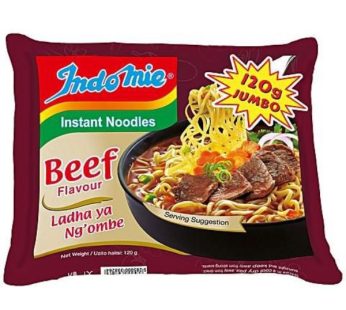 Indomie
120g
JUMBO
Instant Noodles
Beef
Flavour
Ladha ya
Ng'ombe
Serving Suggestion
Net Weight / Uzito halisi: 120 g